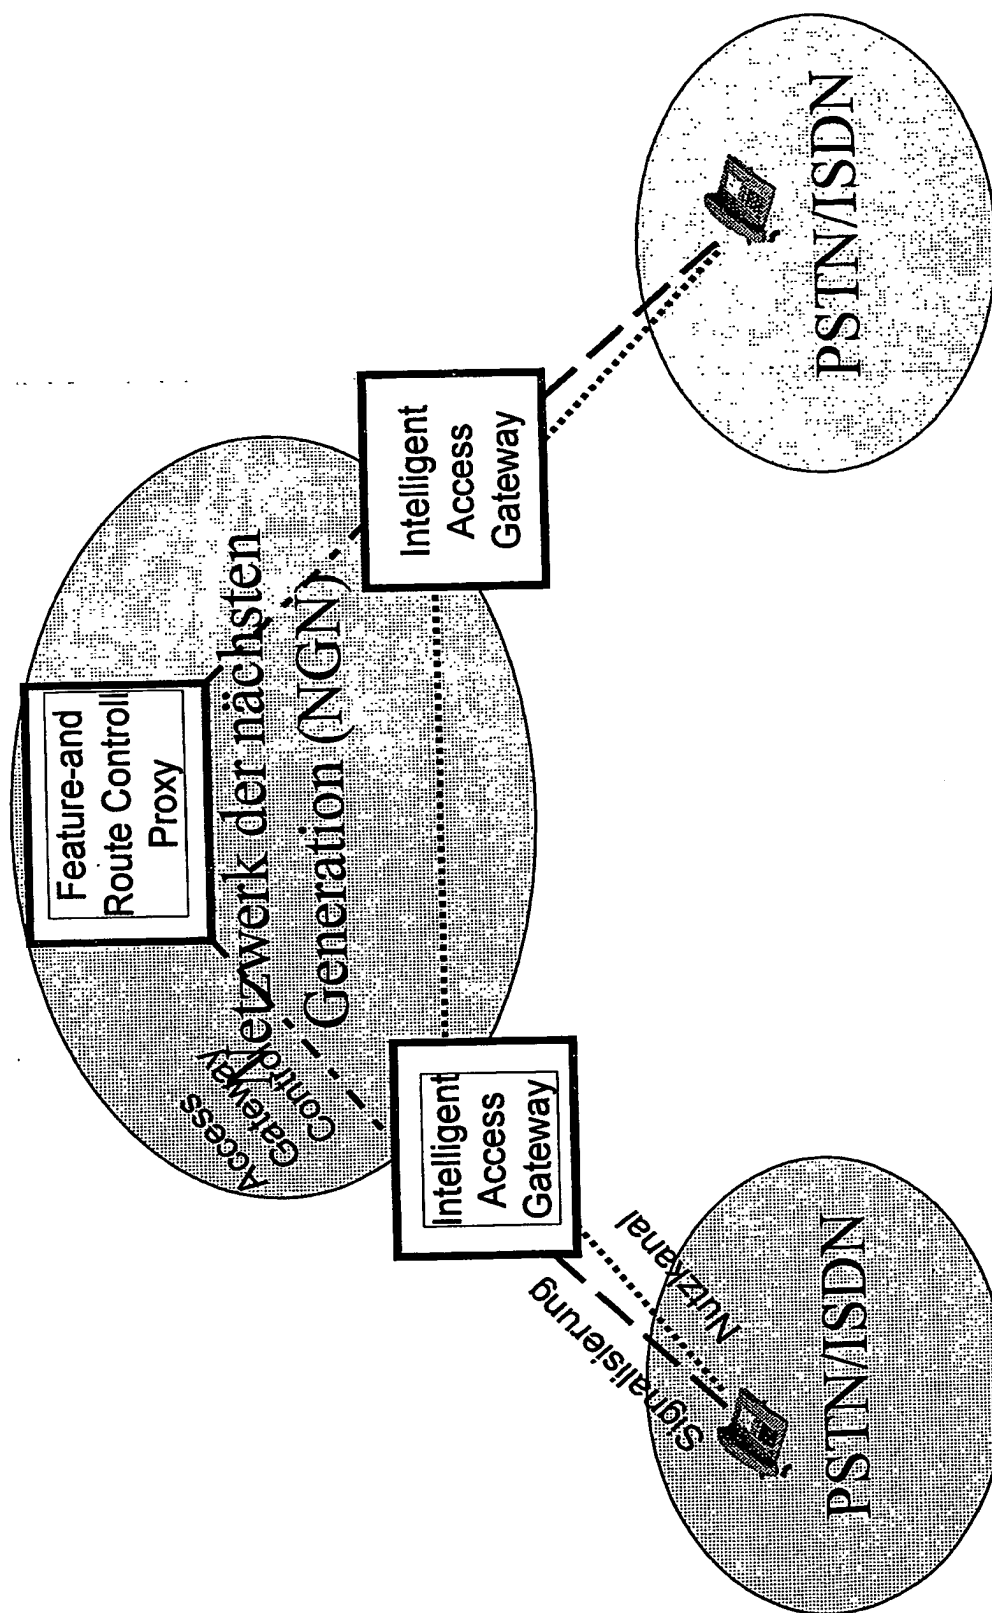 Feature-and
Route Controll
Proxy
Netzwerk der nächsten
Generation (NGN)
Access
Gateway
Control
Intelligent
Access
Gateway
Intelligent
Access
Gateway
Signalisierung
Nutzkanal
PSTN/ISDN
PSTN/ISDN